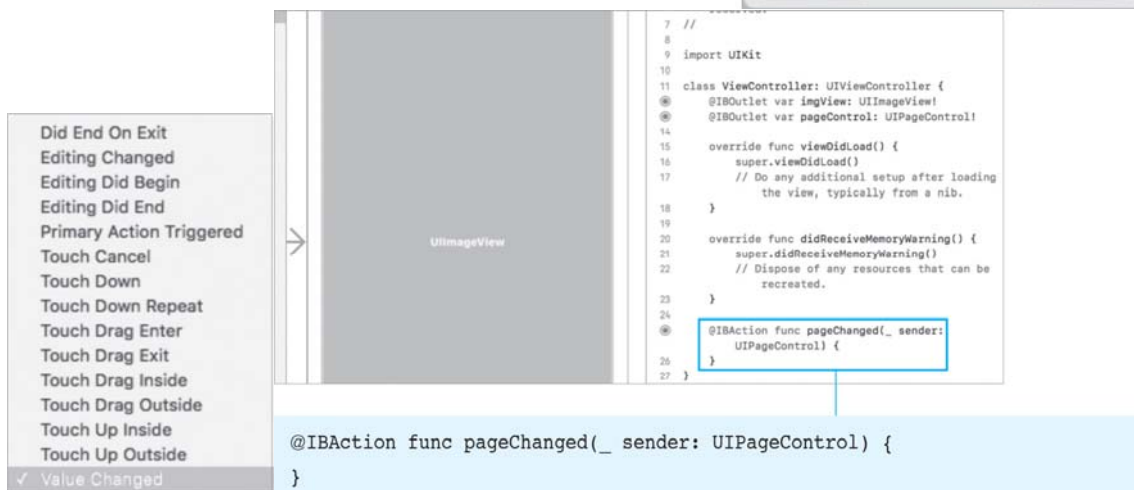 Did End On Exit
Editing Changed
Editing Did Begin
Editing Did End
Primary Action Triggered
Touch Cancel
Touch Down
Touch Down Repeat
Touch Drag Enter
Touch Drag Exit
Touch Drag Inside
Touch Drag Outside
Touch Up Inside
Touch Up Outside
✓ Value Changed
UIImageView
7 //
8
9 import UIKit
10
11 class ViewController: UIViewController {
@IBOutlet var imgView: UIImageView!
@IBOutlet var pageControl: UIPageControl!
14
15 override func viewDidLoad() {
16 super.viewDidLoad()
17 // Do any additional setup after loading
the view, typically from a nib.
18 }
19
20 override func didReceiveMemoryWarning() {
21 super.didReceiveMemoryWarning()
22 // Dispose of any resources that can be
recreated.
23 }
24
@IBAction func pageChanged(_ sender:
UIPageControl) {
26 }
27 }
@IBAction func pageChanged(_ sender: UIPageControl) {
}